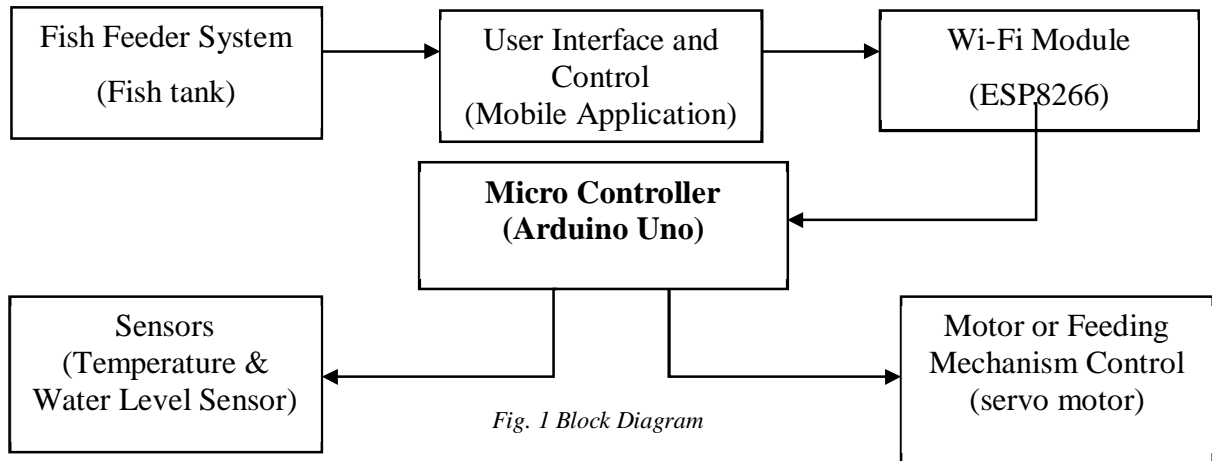 Fish Feeder System
(Fish tank)
User Interface and
Control
(Mobile Application)
Wi-Fi Module
(ESP8266)
Micro Controller
(Arduino Uno)
Sensors
(Temperature &
Water Level Sensor)
Motor or Feeding
Mechanism Control
(servo motor)
Fig. 1 Block Diagram